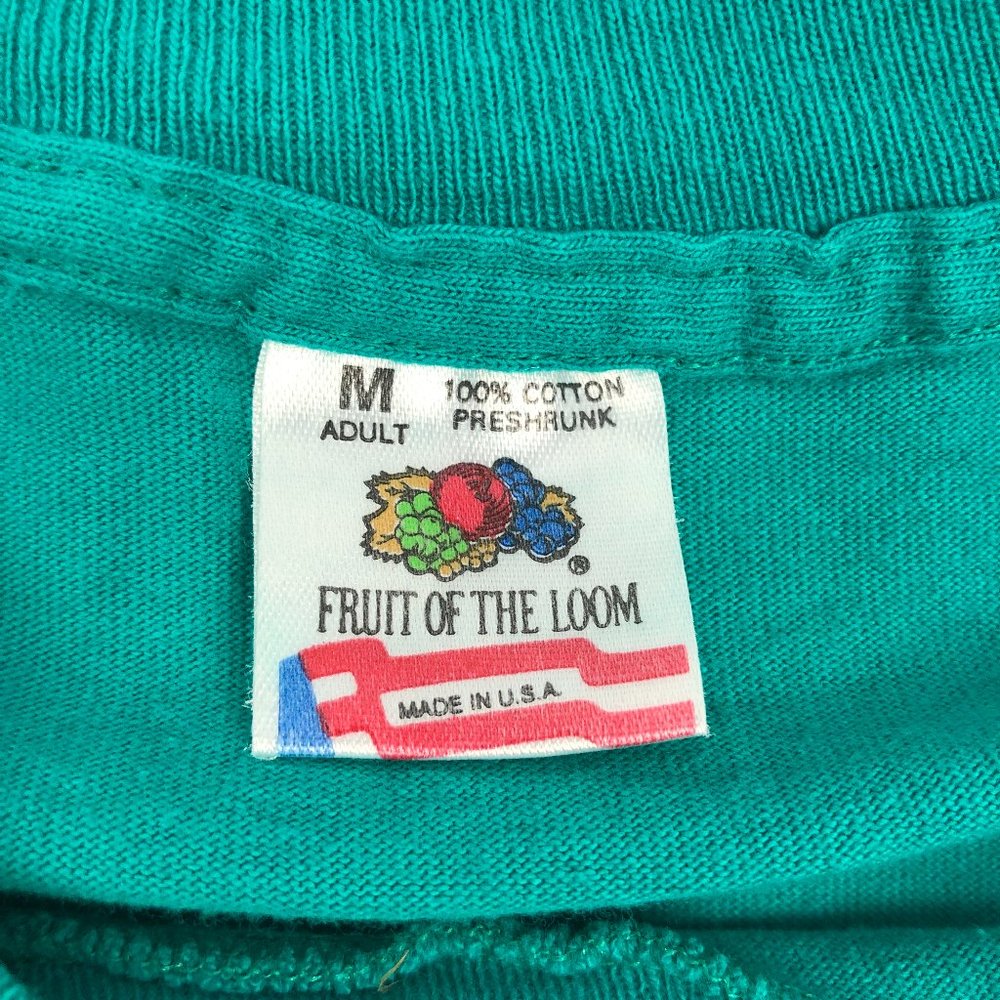 M 100% COTTON
ADULT PRESHRUNK
®
FRUIT OF THE LOOM
MADE IN U.S.A.